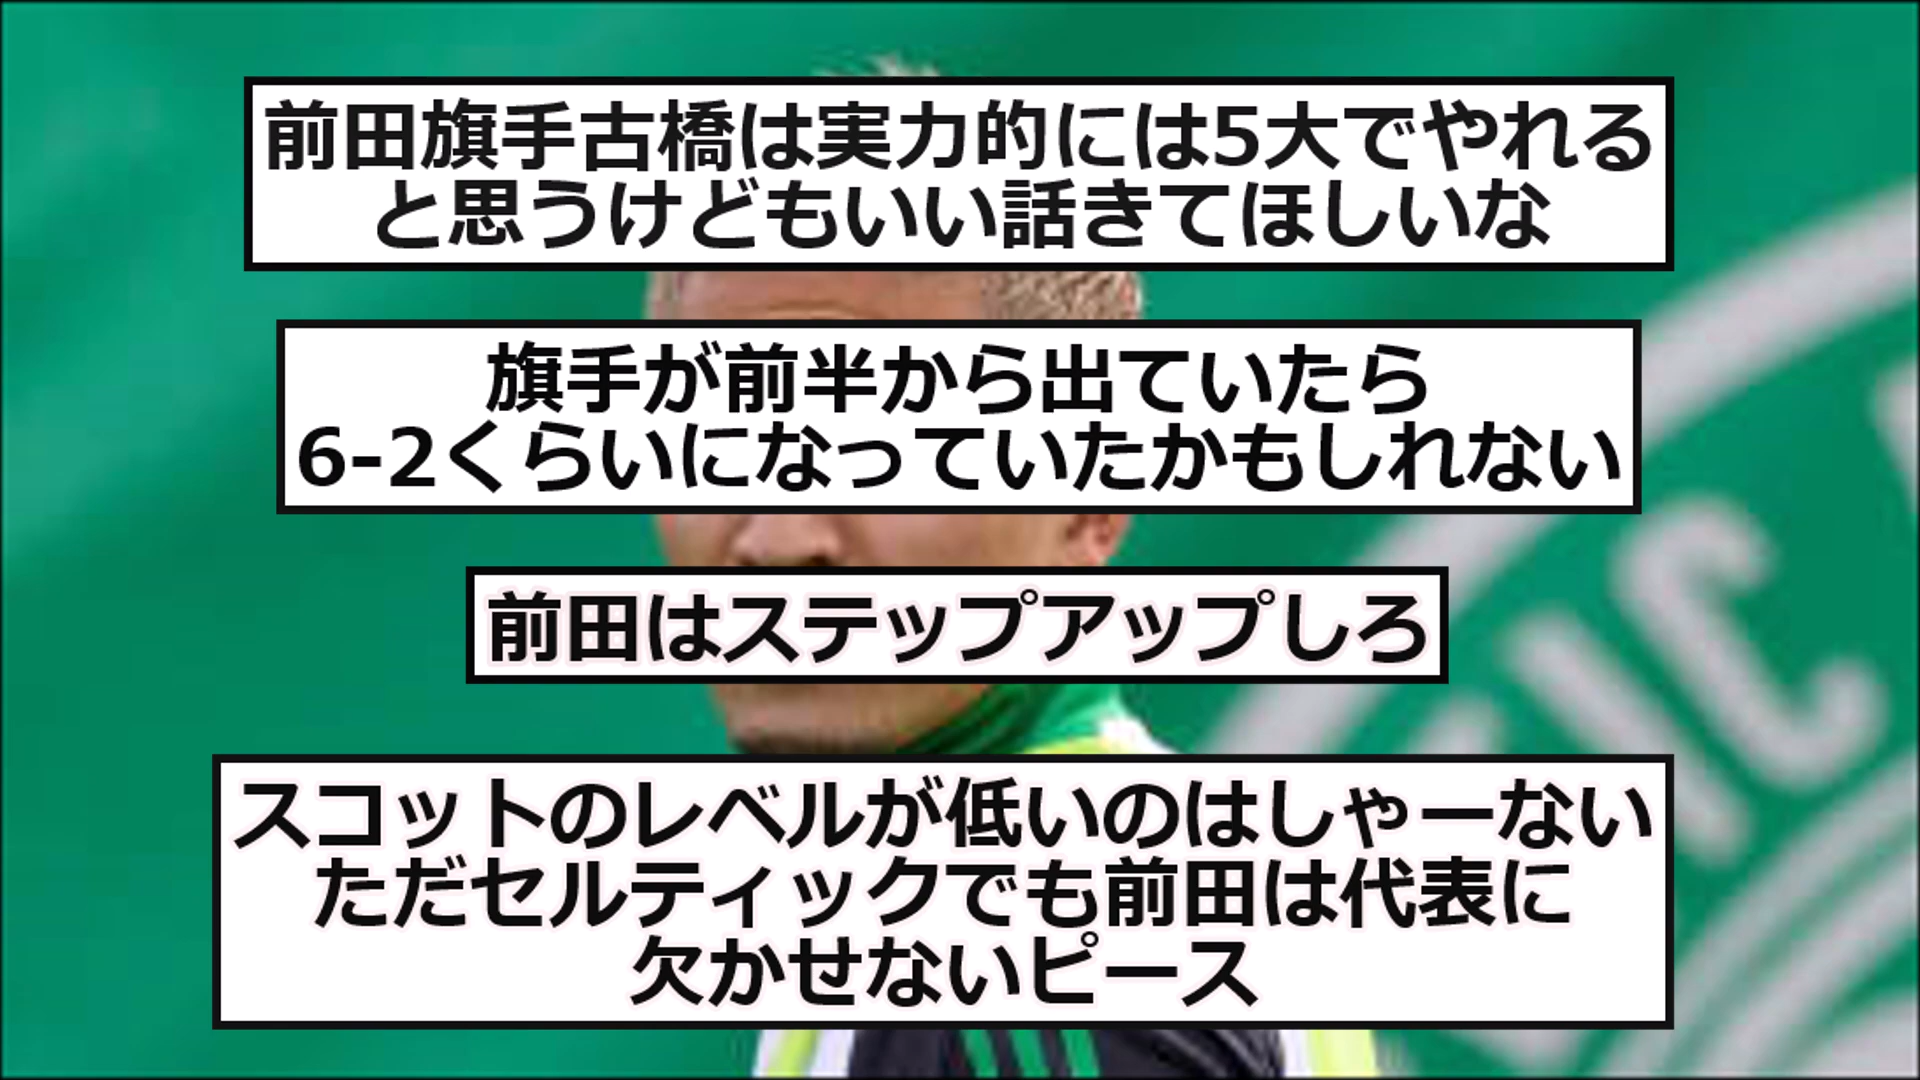 前田旗手古橋は実力的には5大でやれる
と思うけどもいい話きてほしいな
旗手が前半から出ていたら
6-2くらいになっていたかもしれない
前田はステップアップしろ
スコットのレベルが低いのはしゃーない
ただセルティックでも前田は代表に
欠かせないピース